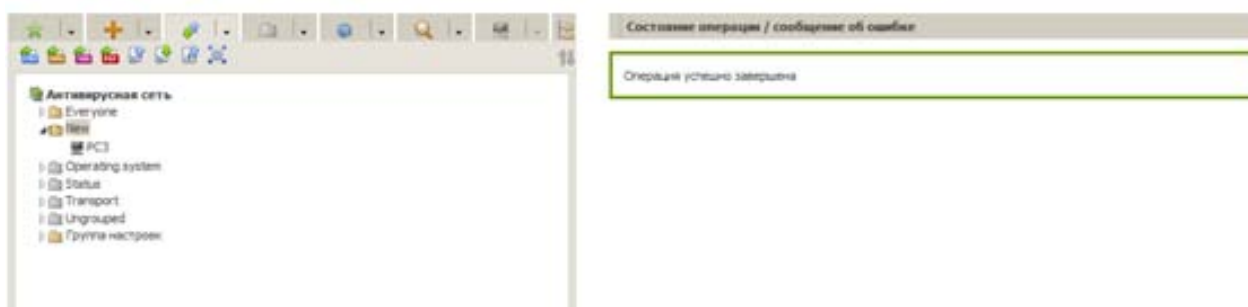 Состояние операции / сообщение об ошибке
Операция успешно завершена
Антивирусная сеть
Everyone
New
PC3
Operating system
Status
Transport
Ungrouped
Группа настроек